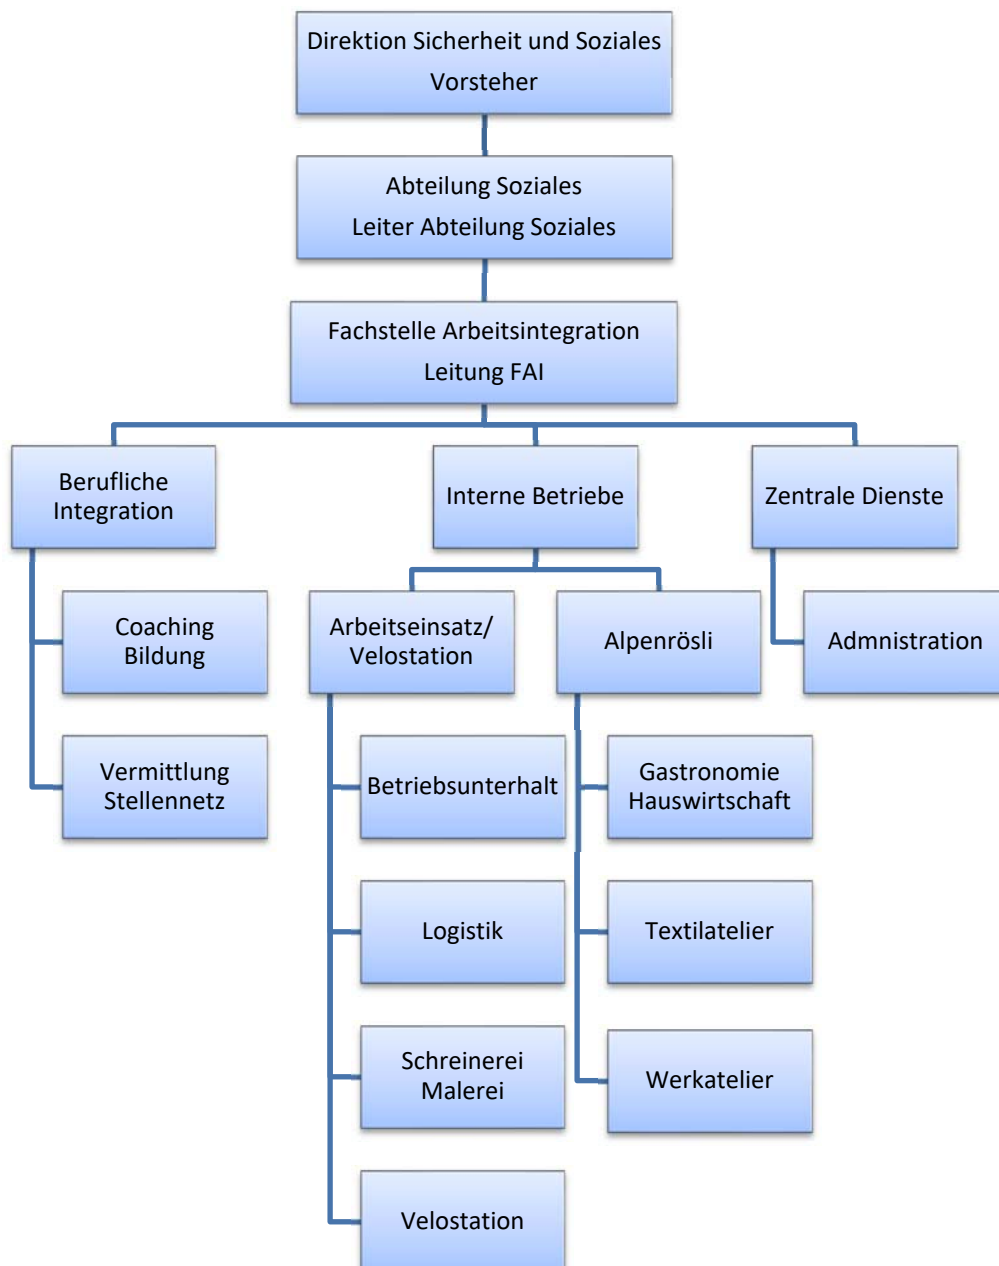 Direktion Sicherheit und Soziales
Vorsteher
Abteilung Soziales
Leiter Abteilung Soziales
Fachstelle Arbeitsintegration
Leitung FAI
Berufliche
Integration
Interne Betriebe
Zentrale Dienste
Coaching
Bildung
Arbeitseinsatz/
Velostation
Alpenrösli
Admnistration
Vermittlung
Stellennetz
Betriebsunterhalt
Gastronomie
Hauswirtschaft
Logistik
Textilatelier
Schreinerei
Malerei
Werkatelier
Velostation